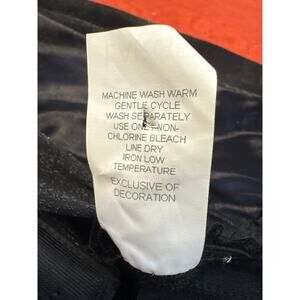 MACHINE WASH WARM
GENTLE CYCLE
WASH SEPARATELY
USE ONLY NON-
CHLORINE BLEACH
LINE DRY
IRON LOW
TEMPERATURE
EXCLUSIVE OF
DECORATION